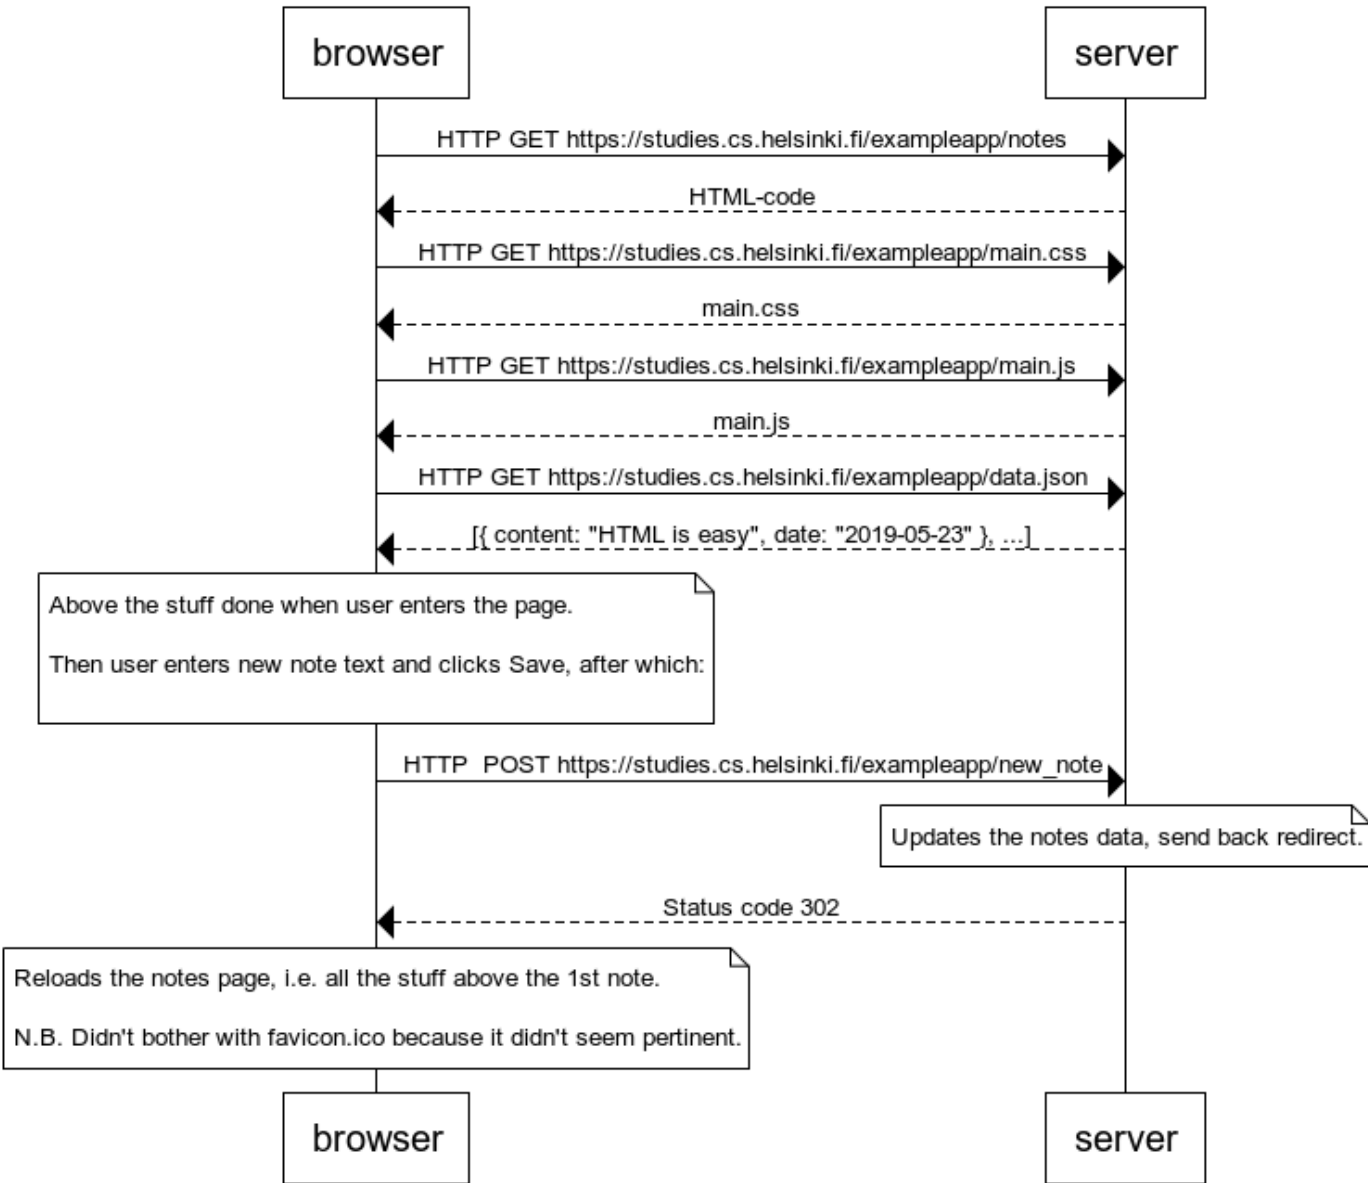 browser server
HTTP GET https://studies.cs.helsinki.fi/exampleapp/notes
HTML-code
HTTP GET https://studies.cs.helsinki.fi/exampleapp/main.css
main.css
HTTP GET https://studies.cs.helsinki.fi/exampleapp/main.js
main.js
HTTP GET https://studies.cs.helsinki.fi/exampleapp/data.json
[{ content: "HTML is easy", date: "2019-05-23" }, ...]
Above the stuff done when user enters the page.
Then user enters new note text and clicks Save, after which:
HTTP  POST https://studies.cs.helsinki.fi/exampleapp/new_note
Updates the notes data, send back redirect.
Status code 302
Reloads the notes page, i.e. all the stuff above the 1st note.
N.B. Didn't bother with favicon.ico because it didn't seem pertinent.
browser server